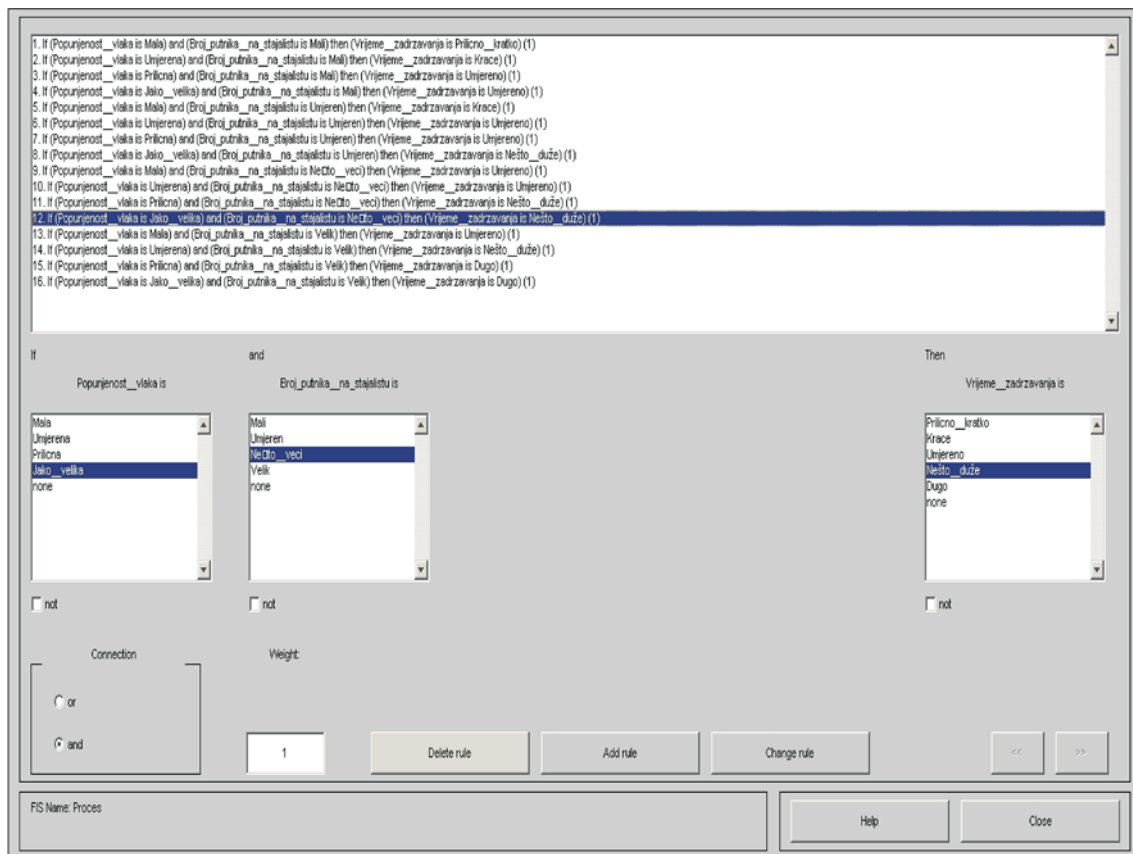 1. If (Popunjenost__vlaka is Mala) and (Broj_putnika__na_stajalistu is Mali) then (Vrijeme__zadrzavanja is Prilicno__kratko) (1)
2. If (Popunjenost__vlaka is Umjerena) and (Broj_putnika__na_stajalistu is Mali) then (Vrijeme__zadrzavanja is Krace) (1)
3. If (Popunjenost__vlaka is Prilicna) and (Broj_putnika__na_stajalistu is Mali) then (Vrijeme__zadrzavanja is Umjereno) (1)
4. If (Popunjenost__vlaka is Jako__velika) and (Broj_putnika__na_stajalistu is Mali) then (Vrijeme__zadrzavanja is Umjereno) (1)
5. If (Popunjenost__vlaka is Mala) and (Broj_putnika__na_stajalistu is Umjeren) then (Vrijeme__zadrzavanja is Krace) (1)
6. If (Popunjenost__vlaka is Umjerena) and (Broj_putnika__na_stajalistu is Umjeren) then (Vrijeme__zadrzavanja is Umjereno) (1)
7. If (Popunjenost__vlaka is Prilicna) and (Broj_putnika__na_stajalistu is Umjeren) then (Vrijeme__zadrzavanja is Umjereno) (1)
8. If (Popunjenost__vlaka is Jako__velika) and (Broj_putnika__na_stajalistu is Umjeren) then (Vrijeme__zadrzavanja is Nešto__duže) (1)
9. If (Popunjenost__vlaka is Mala) and (Broj_putnika__na_stajalistu is Ne□to__veci) then (Vrijeme__zadrzavanja is Umjereno) (1)
10. If (Popunjenost__vlaka is Umjerena) and (Broj_putnika__na_stajalistu is Ne□to__veci) then (Vrijeme__zadrzavanja is Umjereno) (1)
11. If (Popunjenost__vlaka is Prilicna) and (Broj_putnika__na_stajalistu is Ne□to__veci) then (Vrijeme__zadrzavanja is Nešto__duže) (1)
12. If (Popunjenost__vlaka is Jako__velika) and (Broj_putnika__na_stajalistu is Ne□to__veci) then (Vrijeme__zadrzavanja is Nešto__duže) (1)
13. If (Popunjenost__vlaka is Mala) and (Broj_putnika__na_stajalistu is Velik) then (Vrijeme__zadrzavanja is Umjereno) (1)
14. If (Popunjenost__vlaka is Umjerena) and (Broj_putnika__na_stajalistu is Velik) then (Vrijeme__zadrzavanja is Nešto__duže) (1)
15. If (Popunjenost__vlaka is Prilicna) and (Broj_putnika__na_stajalistu is Velik) then (Vrijeme__zadrzavanja is Dugo) (1)
16. If (Popunjenost__vlaka is Jako__velika) and (Broj_putnika__na_stajalistu is Velik) then (Vrijeme__zadrzavanja is Dugo) (1)
If and Then
Popunjenost__vlaka is Broj_putnika__na_stajalistu is Vrijeme__zadrzavanja is
Mala
Umjerena
Prilicna
Jako__velika
none
Mali
Umjeren
Ne□to__veci
Velik
none
Prilicno__kratko
Krace
Umjereno
Nešto__duže
Dugo
none
not not not
Connection
or
and
Weight:
1
Delete rule Add rule Change rule << >>
FIS Name: Proces
Help Close